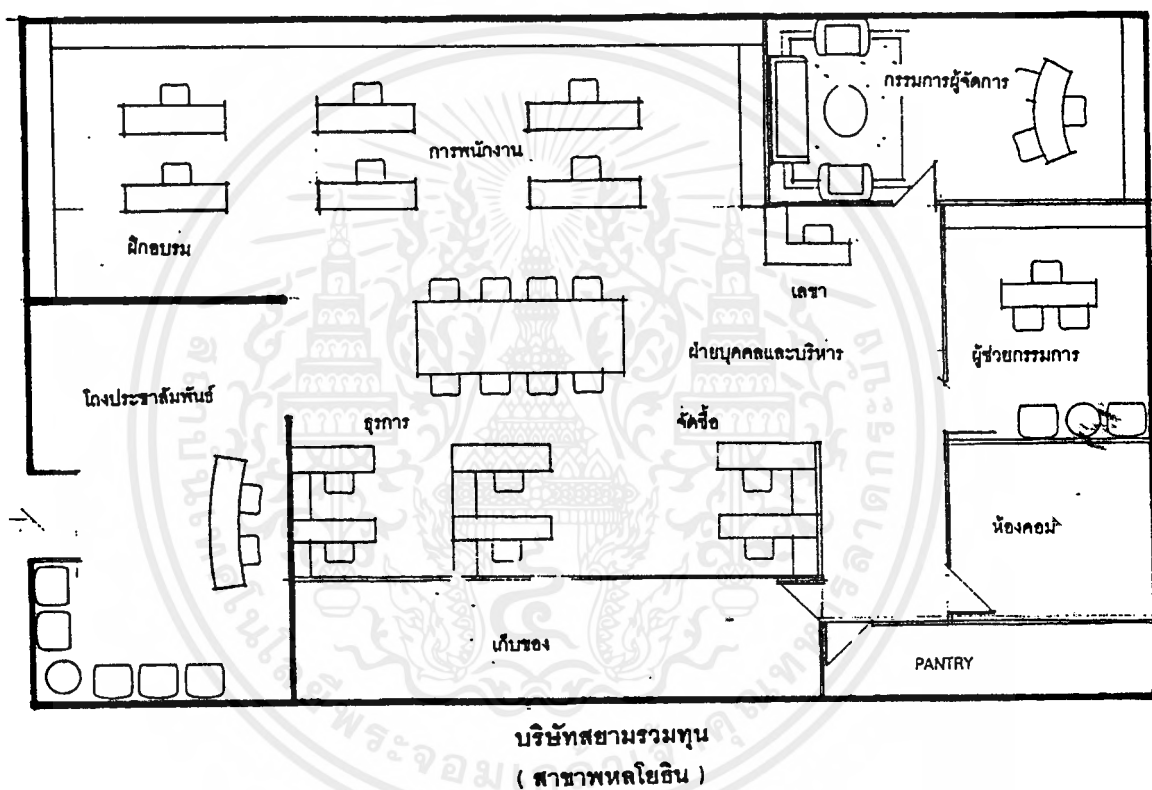 กรรมการผู้จัดการ
การพนักงาน
ฝึกอบรม
เลขา
ฝ่ายบุคคลและบริหาร
ผู้ช่วยกรรมการ
โถงประชาสัมพันธ์
ธุรการ
จัดซื้อ
ห้องคอมฯ
เก็บของ
PANTRY
บริษัทสยามรวมทุน
( สาขาพหลโยธิน )